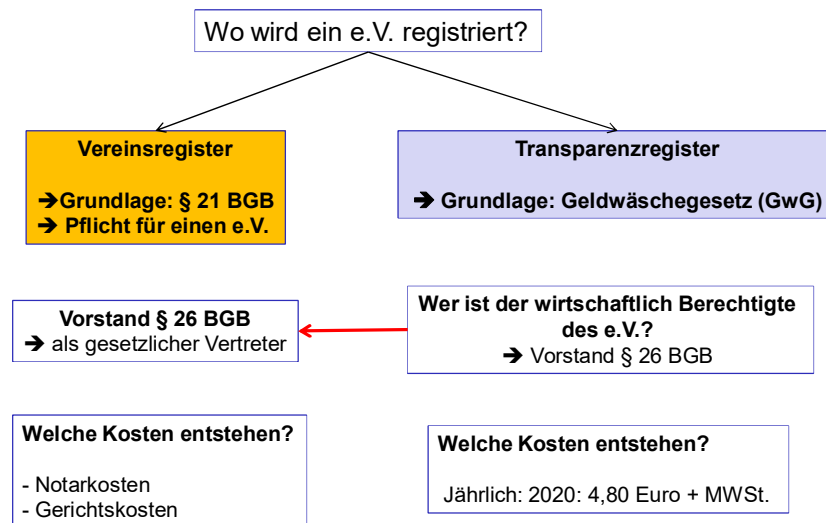 Wo wird ein e.V. registriert?
Vereinsregister
➔Grundlage: § 21 BGB
➔ Pflicht für einen e.V.
Transparenzregister
➔ Grundlage: Geldwäschegesetz (GwG)
Vorstand § 26 BGB
➔ als gesetzlicher Vertreter
Wer ist der wirtschaftlich Berechtigte
des e.V.?
➔ Vorstand § 26 BGB
Welche Kosten entstehen?
- Notarkosten
- Gerichtskosten
Welche Kosten entstehen?
Jährlich: 2020: 4,80 Euro + MWSt.